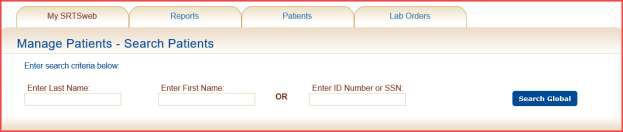 My SRTSweb Reports Patients Lab Orders
Manage Patients - Search Patients
Enter search criteria below:
Enter Last Name: Enter First Name: OR Enter ID Number or SSN: Search Global